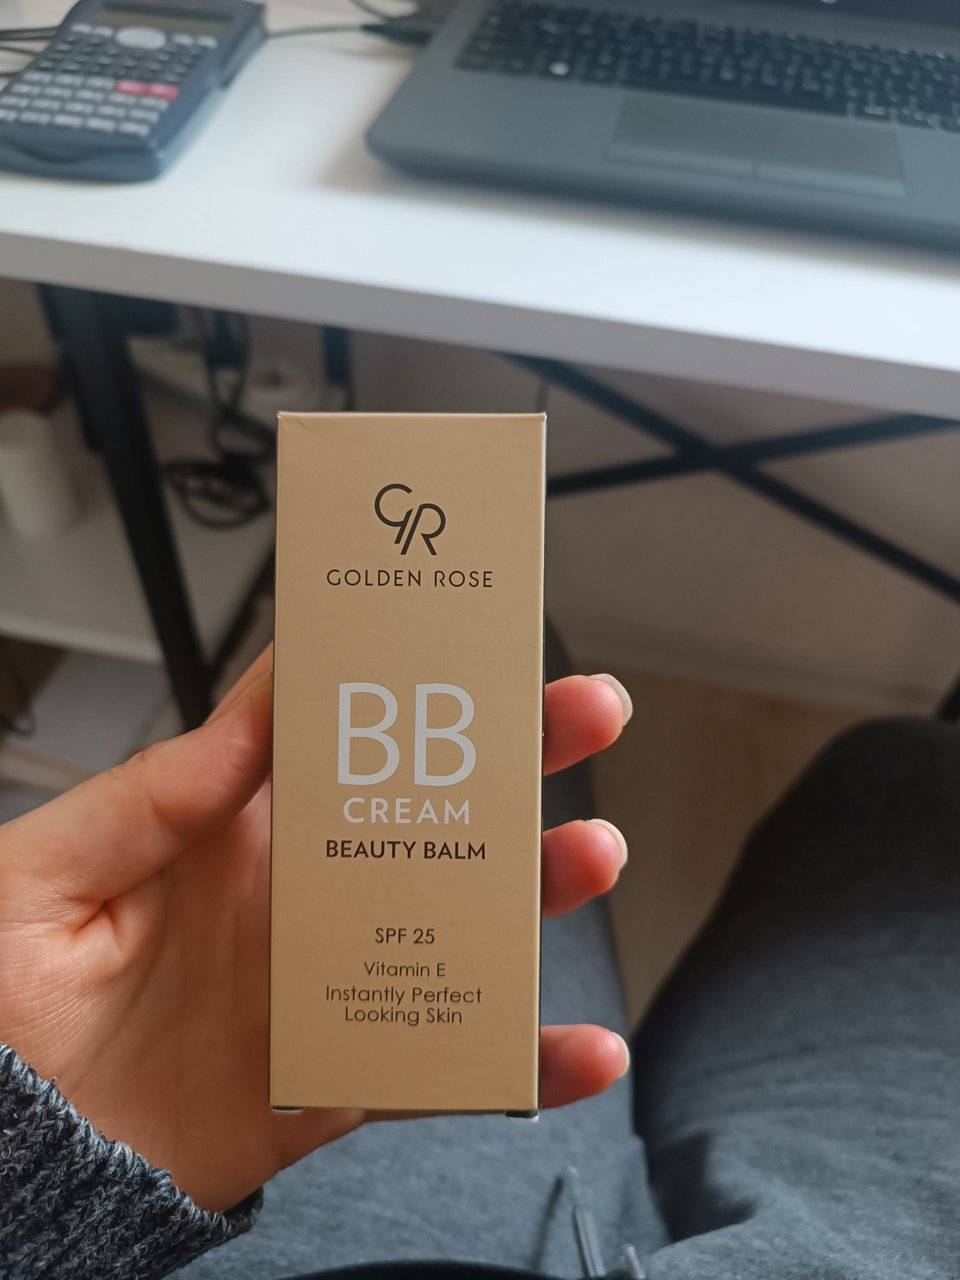 GR
GOLDEN ROSE
BB
CREAM
BEAUTY BALM
SPF 25
Vitamin E
Instantly Perfect
Looking Skin